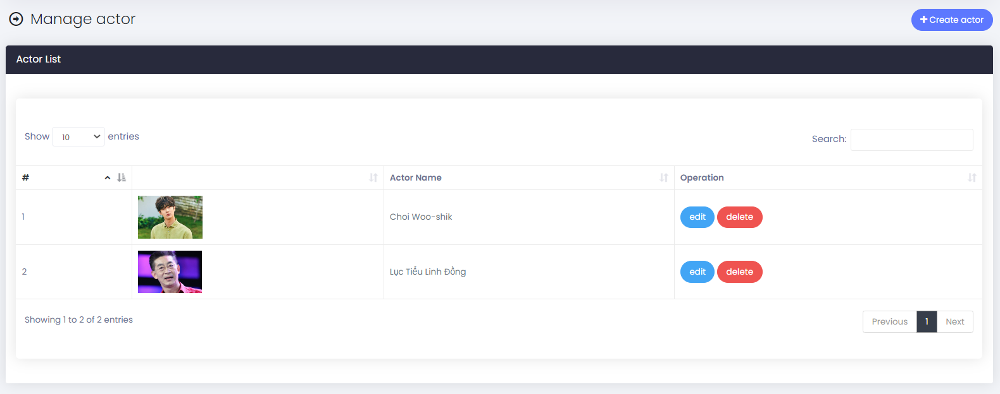 Manage actor
Create actor
Actor List
Show 10 entries
Search:
# Actor Name Operation
1 Choi Woo-shik edit delete
2 Lục Tiểu Linh Đồng edit delete
Showing 1 to 2 of 2 entries
Previous 1 Next